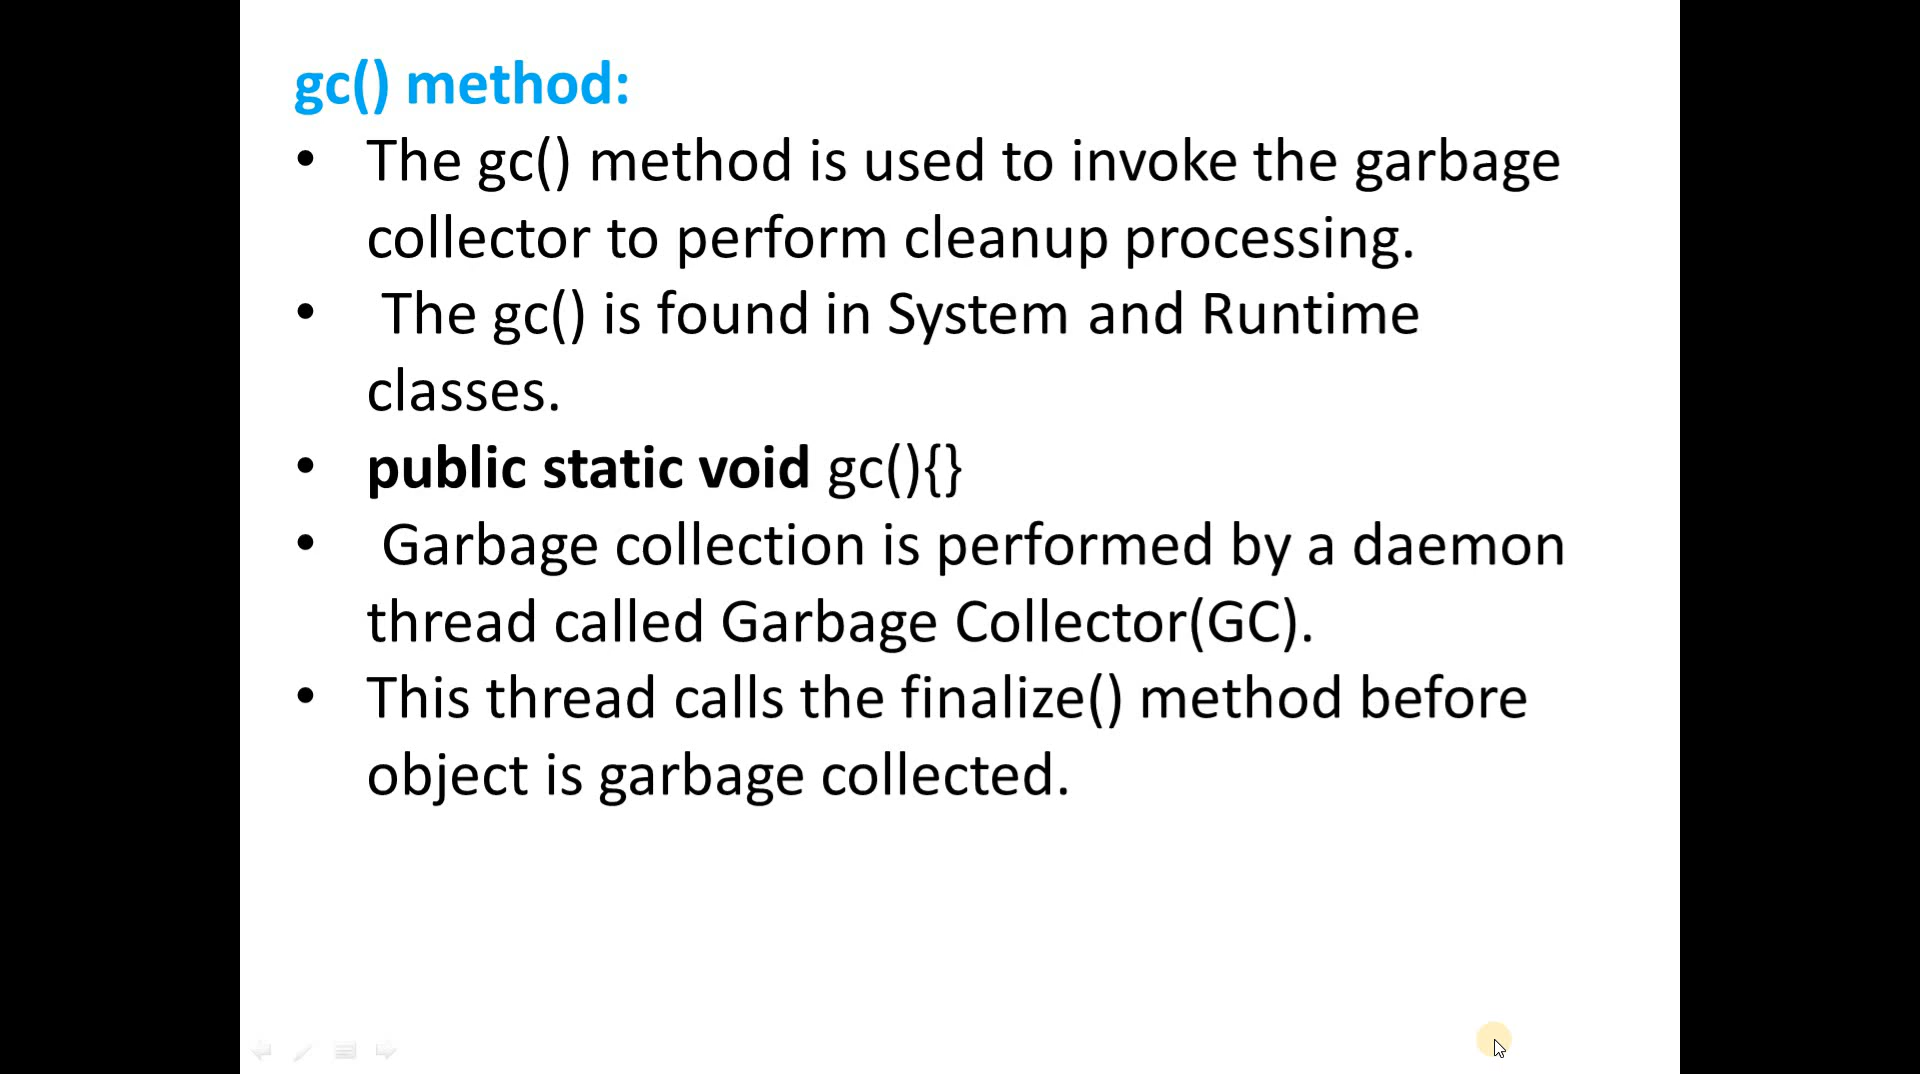 gc() method:
• The gc() method is used to invoke the garbage
collector to perform cleanup processing.
• The gc() is found in System and Runtime
classes.
• public static void gc(){}
• Garbage collection is performed by a daemon
thread called Garbage Collector(GC).
• This thread calls the finalize() method before
object is garbage collected.